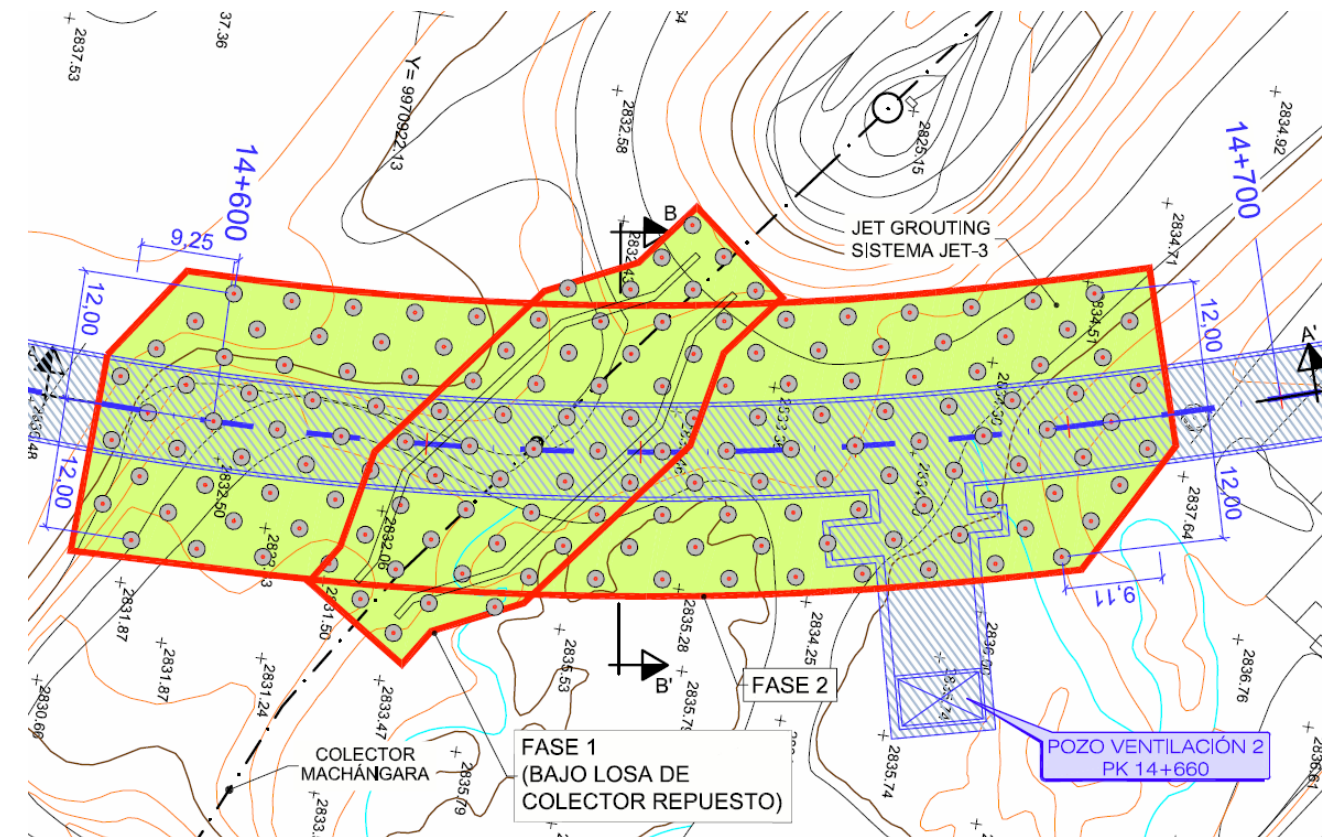 2837.53
37.36
Y= 9970922.13
2832.58
2825.15
2834.92
14+600
14+700
2834.71
B
JET GROUTING
SISTEMA JET-3
9,25
12,00
12,00
2834.51
12,00
A'
12,00
2832.50
2832.06
2837.64
9,11
2831.87
2831.50
2835.28
2834.25
2836.00
2830.66
2831.87
2831.24
2833.47
2835.53
B'
2835.79
FASE 2
2836.76
COLECTOR
MACHÁNGARA
FASE 1
(BAJO LOSA DE
COLECTOR REPUESTO)
2835.79
2835.74
POZO VENTILACIÓN 2
PK 14+660
2836.61